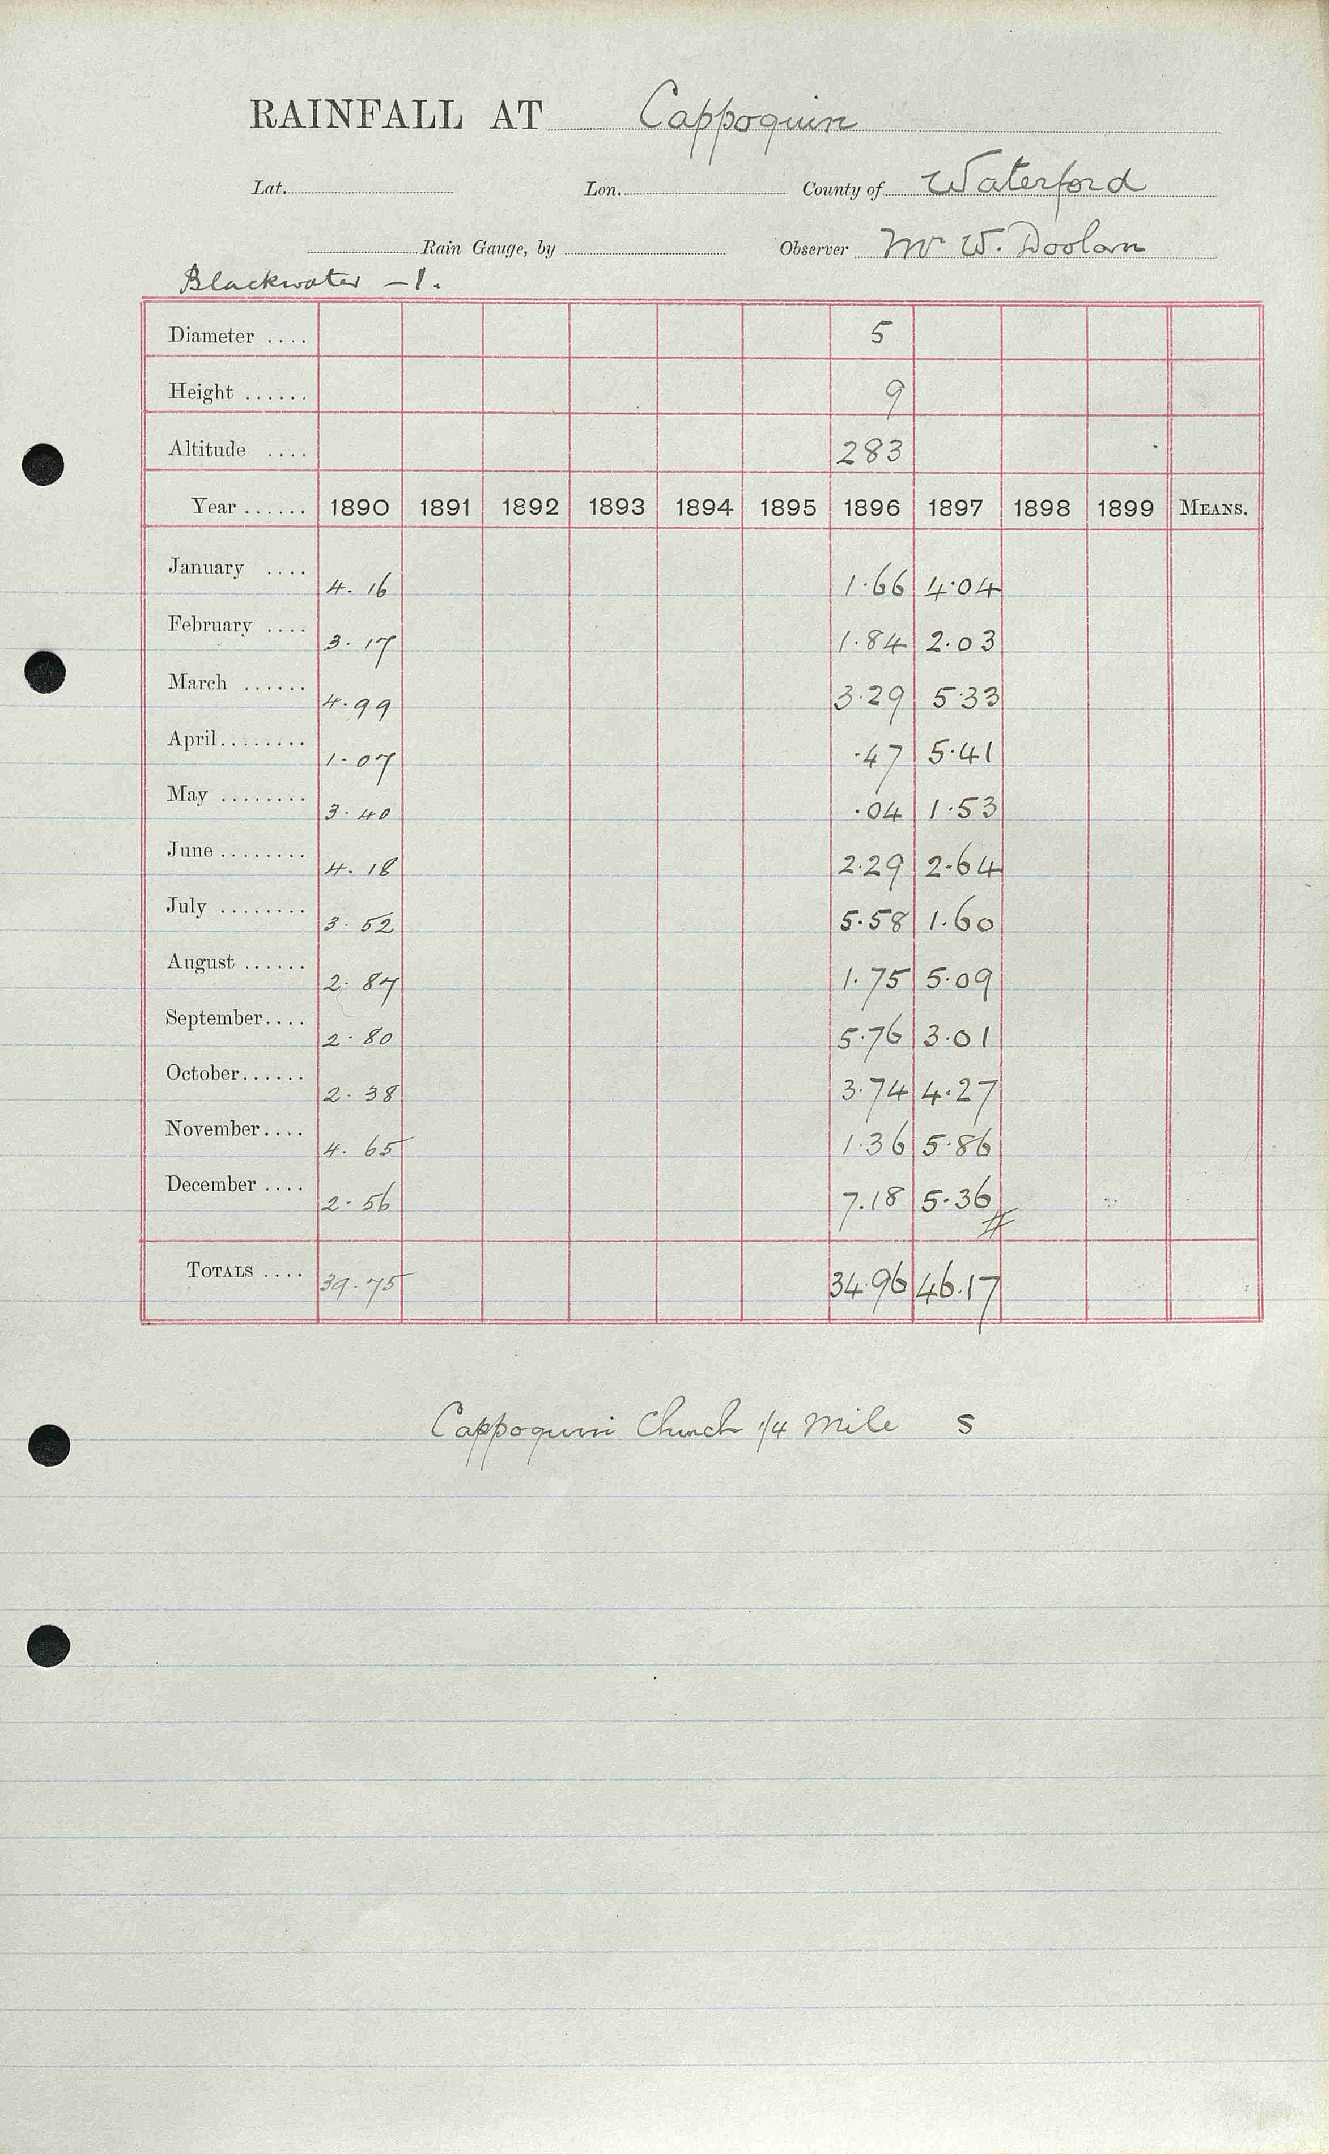 RAINFALL AT Cappoquin
Lat. Lon. County of Waterford
Rain Gauge, by Observer Mr W. Doolan
Blackwater - 1.
Diameter .... 5
Height ...... 9
Altitude .... 283
Year ...... 1890 1891 1892 1893 1894 1895 1896 1897 1898 1899 MEANS.
January .... 4.16 1.66 4.04
February .... 3.17 1.84 2.03
March ...... 4.99 3.29 5.33
April ........ 1.07 .47 5.41
May ........ 3.40 .04 1.53
June ........ 4.18 2.29 2.64
July ........ 3.52 5.58 1.60
August ...... 2.87 1.75 5.09
September.... 2.80 5.76 3.01
October...... 2.38 3.74 4.27
November.... 4.65 1.36 5.86
December .... 2.56 7.18 5.36 #
TOTALS .... 39.75 34.96 46.17
Cappoquin Church 1/4 Mile S